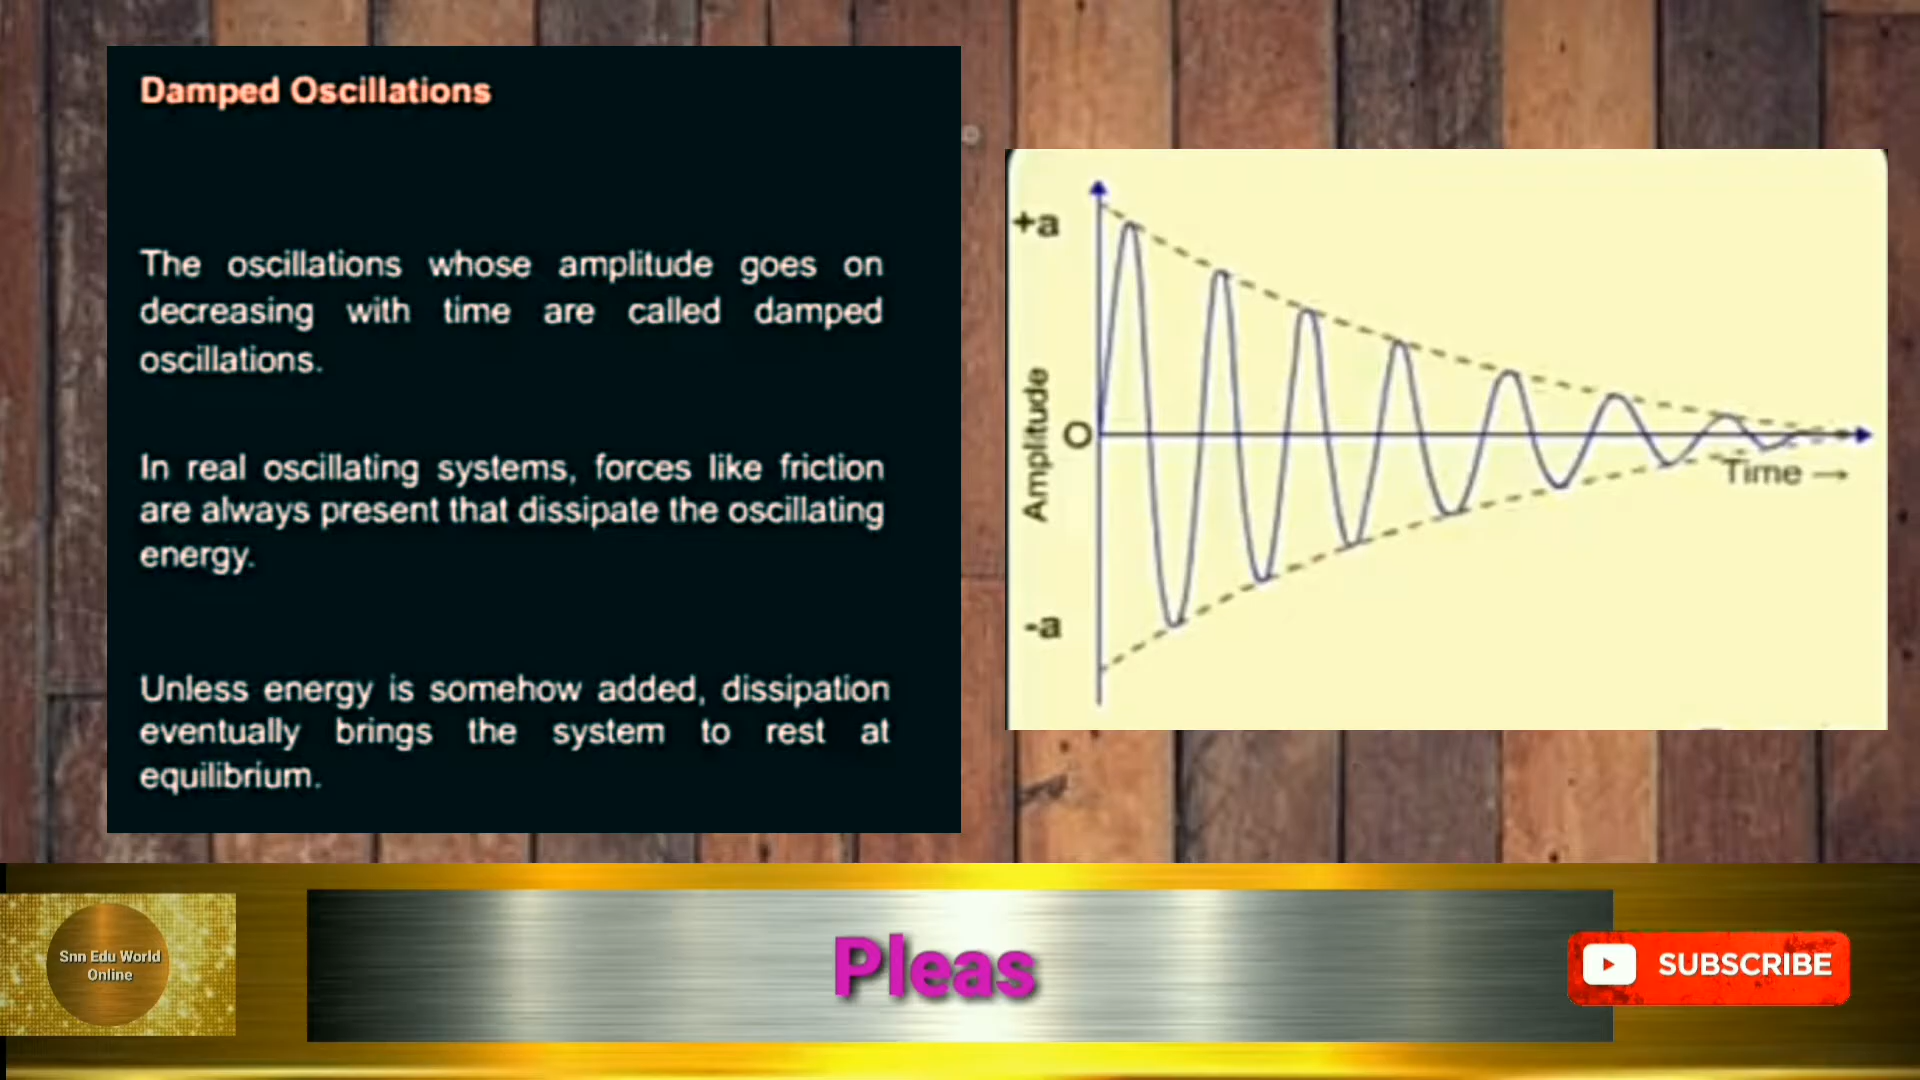 Damped Oscillations
The oscillations whose amplitude goes on
decreasing with time are called damped
oscillations.
In real oscillating systems, forces like friction
are always present that dissipate the oscillating
energy.
Unless energy is somehow added, dissipation
eventually brings the system to rest at
equilibrium.
+a
Amplitude
O
-a
Time →
Snn Edu World
Online
Pleas
SUBSCRIBE